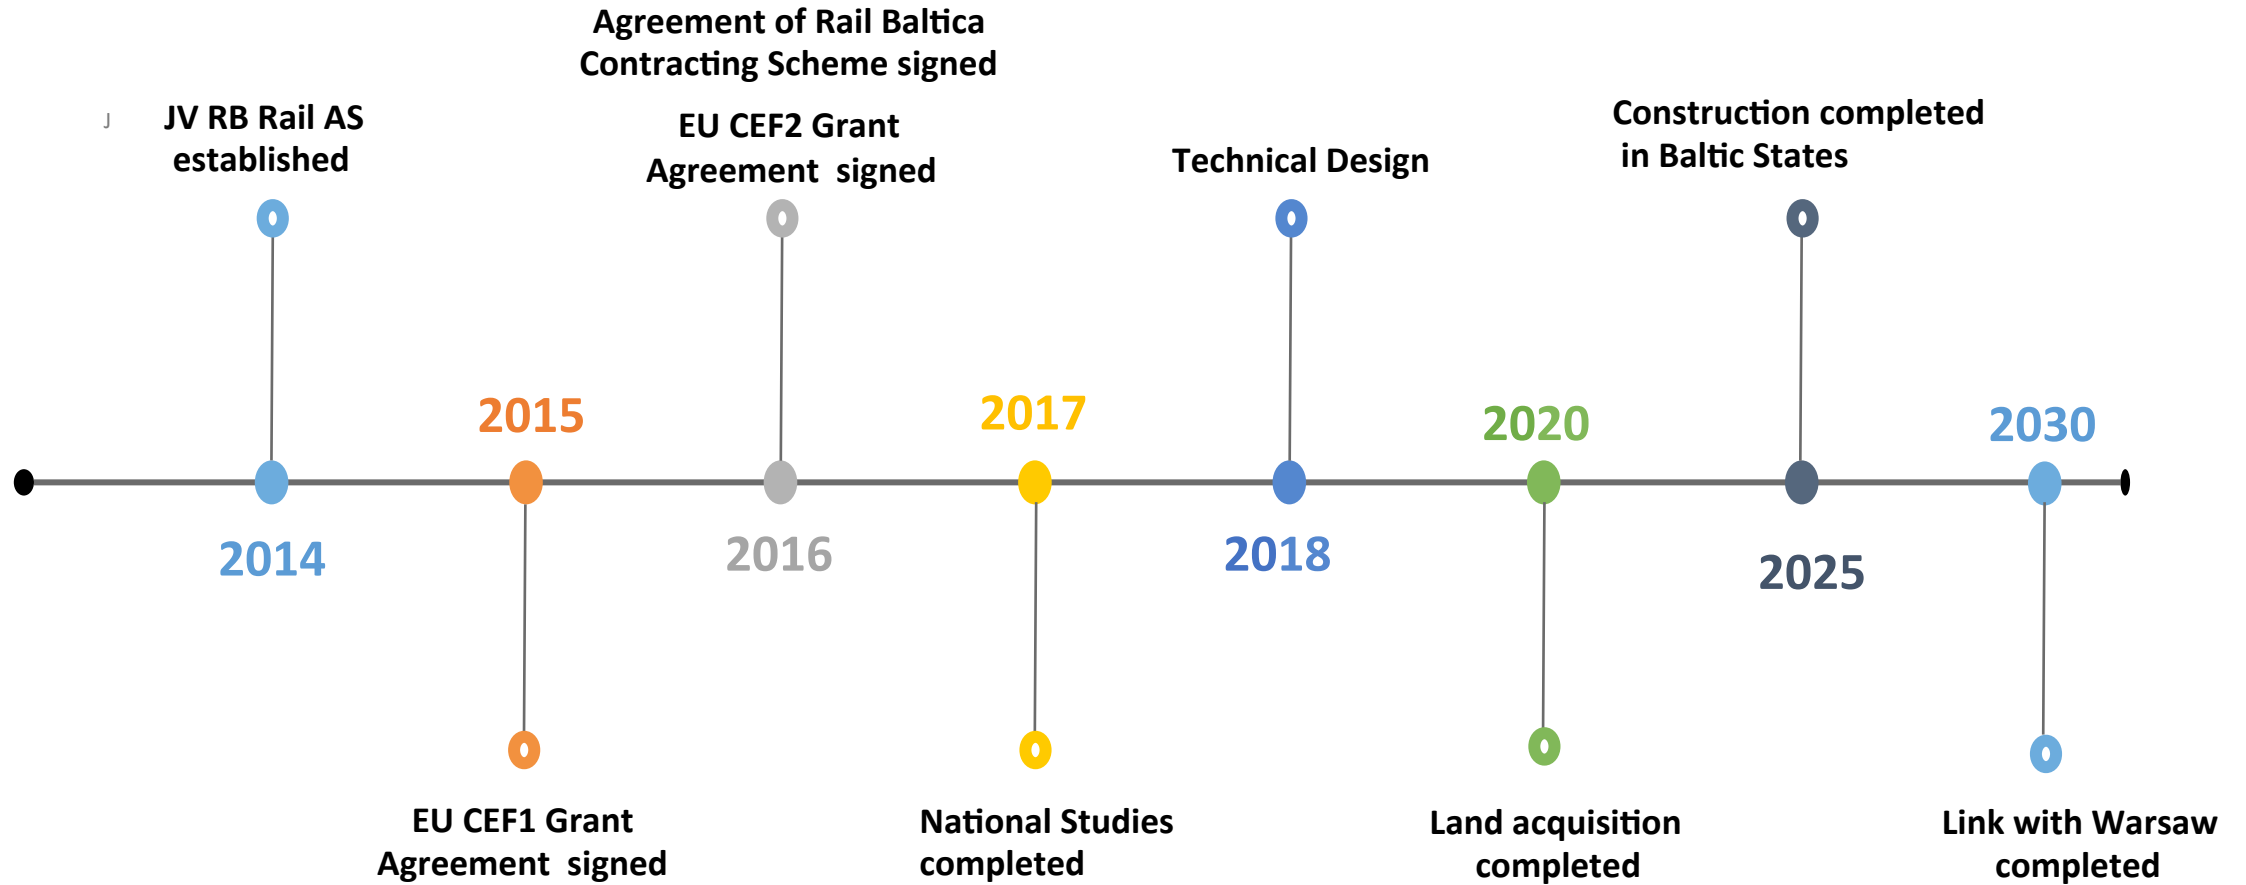 Agreement of Rail Baltica
Contracting Scheme signed
J
JV RB Rail AS
established
EU CEF2 Grant
Agreement signed
Technical Design
Construction completed
in Baltic States
2015
2017
2020
2030
2014
2016
2018
2025
EU CEF1 Grant
Agreement signed
National Studies
completed
Land acquisition
completed
Link with Warsaw
completed